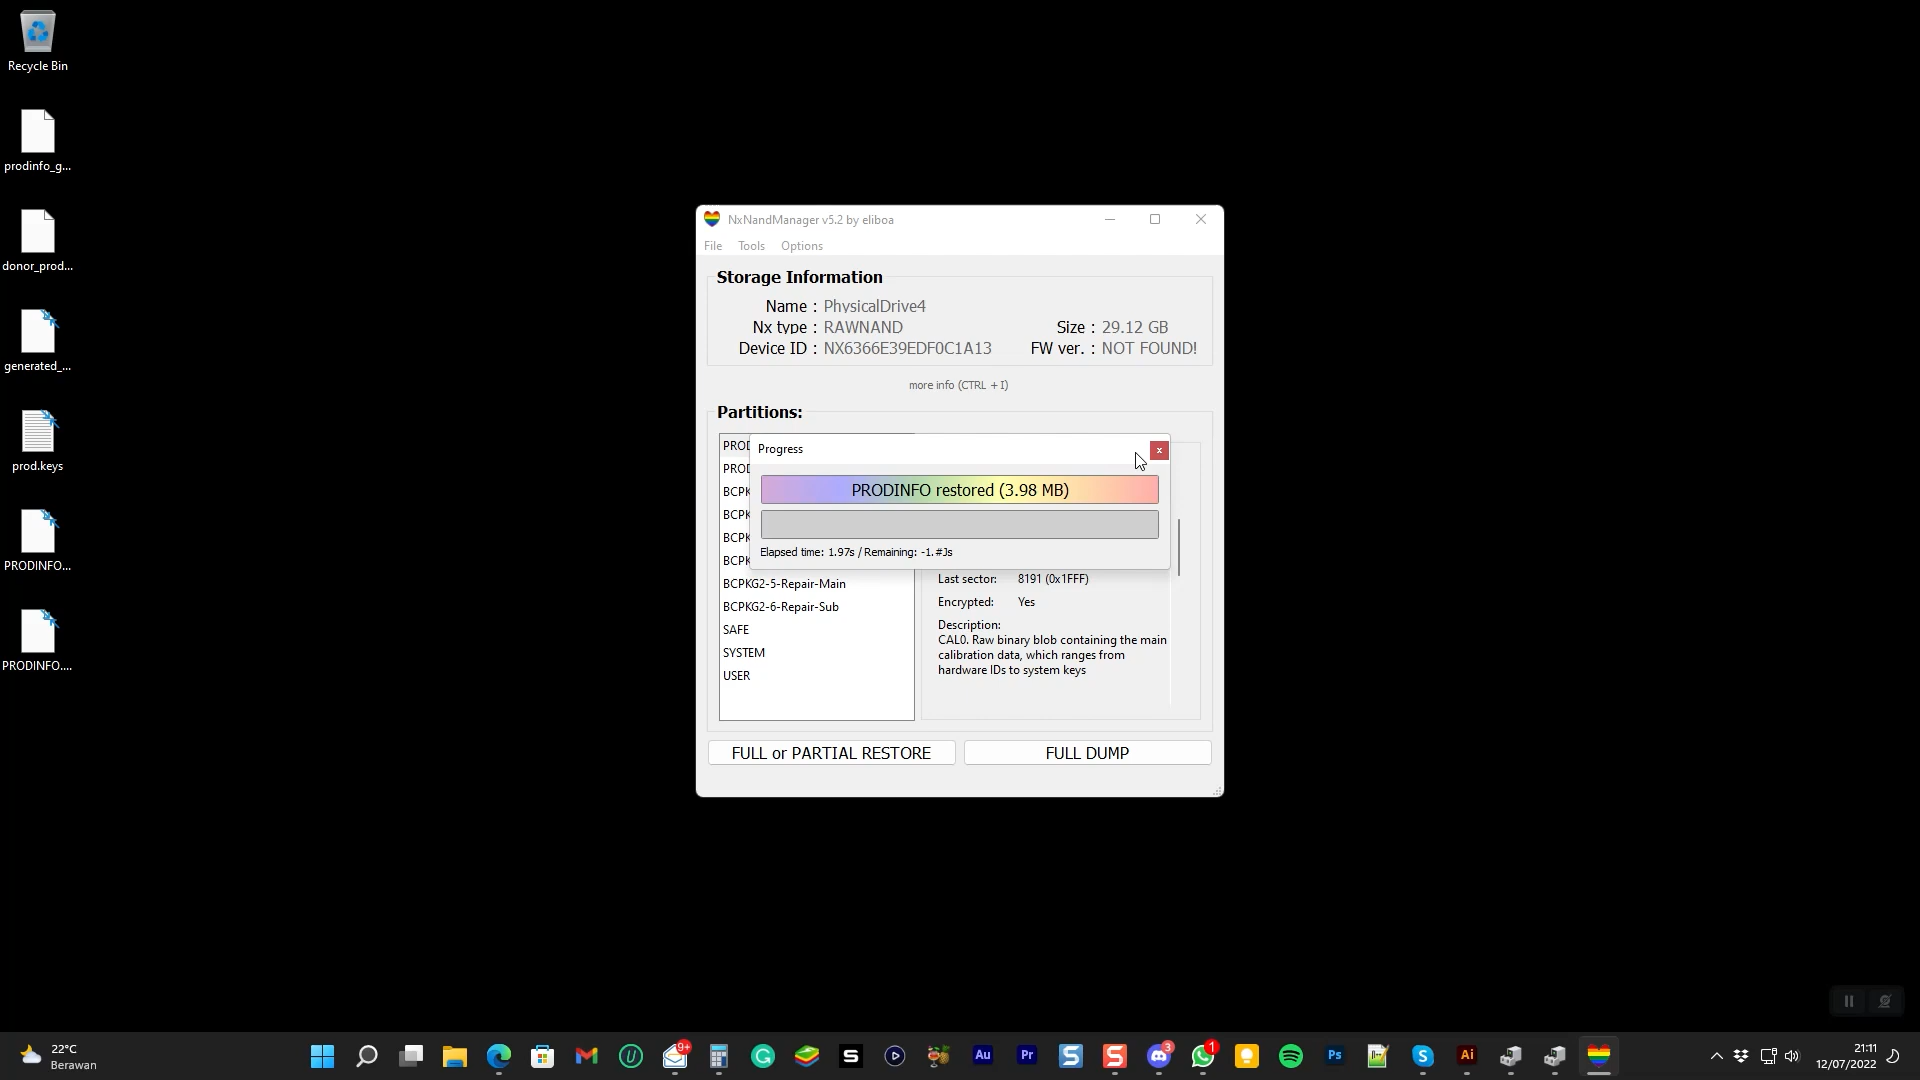 Recycle Bin
prodinfo_g...
donor_prod...
generated_...
prod.keys
PRODINFO...
PRODINFO....
NxNandManager v5.2 by eliboa
File Tools Options
Storage Information
Name : PhysicalDrive4
Nx type : RAWNAND Size : 29.12 GB
Device ID : NX6366E39EDF0C1A13 FW ver. : NOT FOUND!
more info (CTRL + I)
Partitions:
PROD
PROD
BCPK
BCPK
BCPK
BCPK
BCPKG2-5-Repair-Main
BCPKG2-6-Repair-Sub
SAFE
SYSTEM
USER
Progress
x
PRODINFO restored (3.98 MB)
Elapsed time: 1.97s / Remaining: -1.#Js
Last sector: 8191 (0x1FFF)
Encrypted: Yes
Description:
CAL0. Raw binary blob containing the main
calibration data, which ranges from
hardware IDs to system keys
FULL or PARTIAL RESTORE FULL DUMP
22°C
Berawan
9+
Au
Pr
3
1
Ps
Ai
21:11
12/07/2022